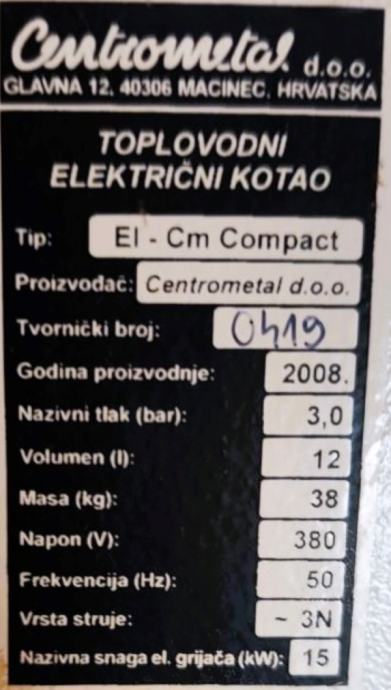 Centrometal d.o.o.
GLAVNA 12, 40306 MACINEC, HRVATSKA
TOPLOVODNI
ELEKTRIČNI KOTAO
Tip: El - Cm Compact
Proizvođač: Centrometal d.o.o.
Tvornički broj: 0419
Godina proizvodnje: 2008.
Nazivni tlak (bar): 3,0
Volumen (l): 12
Masa (kg): 38
Napon (V): 380
Frekvencija (Hz): 50
Vrsta struje: ~ 3N
Nazivna snaga el. grijača (kW): 15